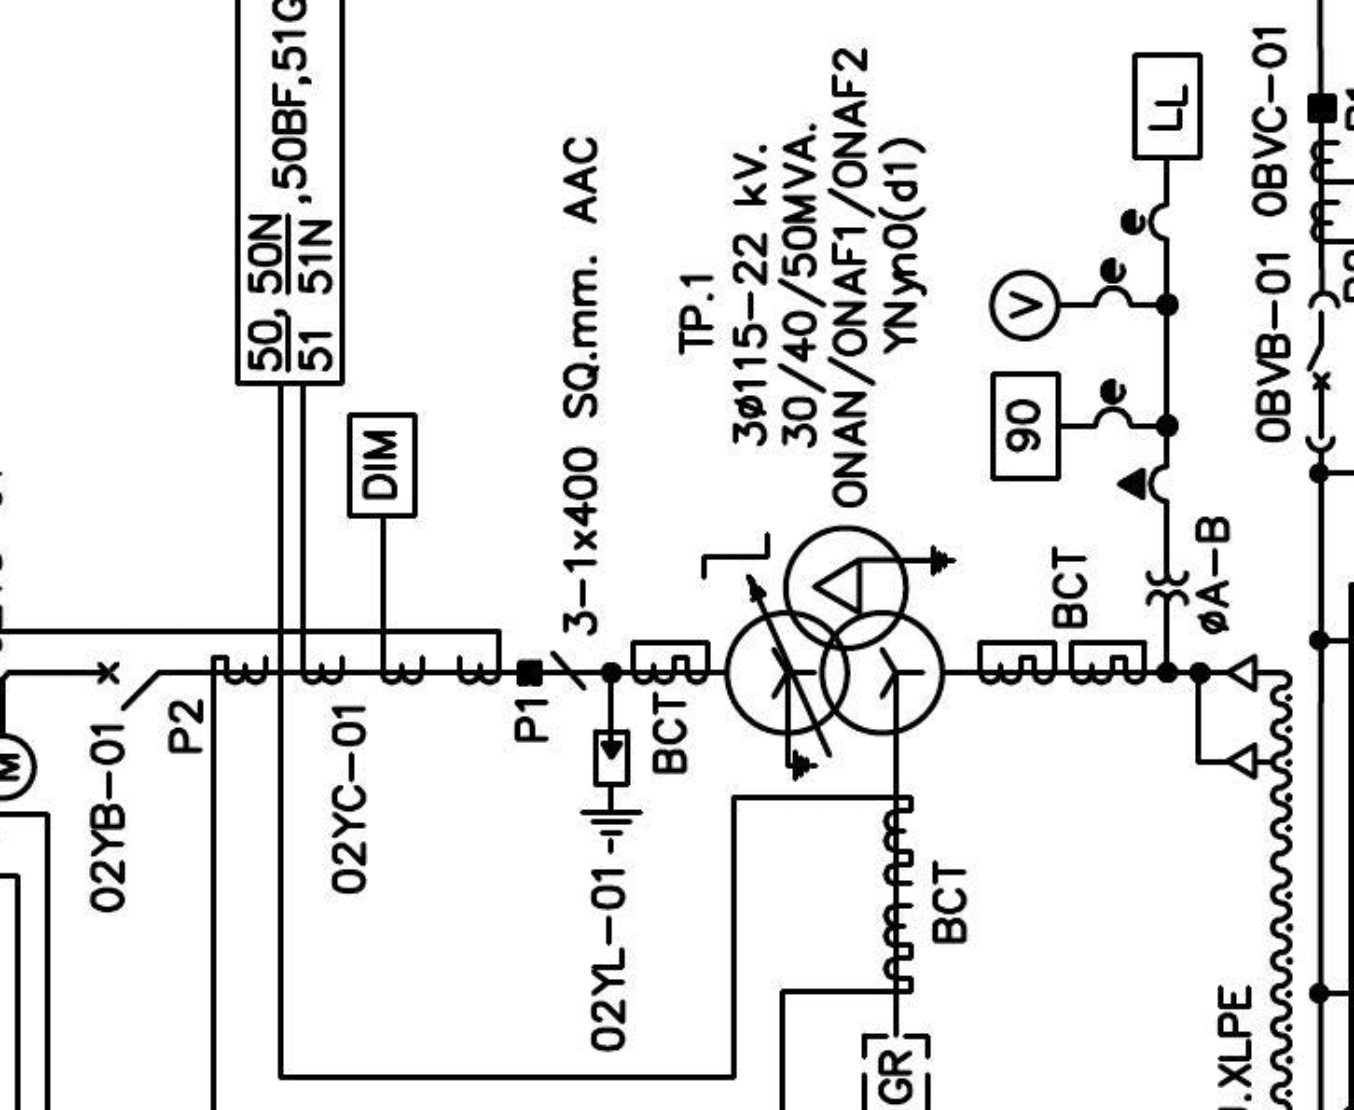 50, 50N ,50BF,51G
51 51N
DIM
3-1x400 SQ.mm. AAC
TP.1
3ø115-22 kV.
30/40/50MVA.
ONAN/ONAF1/ONAF2
YNyn0(d1)
LL
e
V
e
90
e
0BVC-01
0BVB-01
øA-B
BCT
P2
P1
BCT
M
02YB-01
02YC-01
02YL-01
BCT
GR
.XLPE